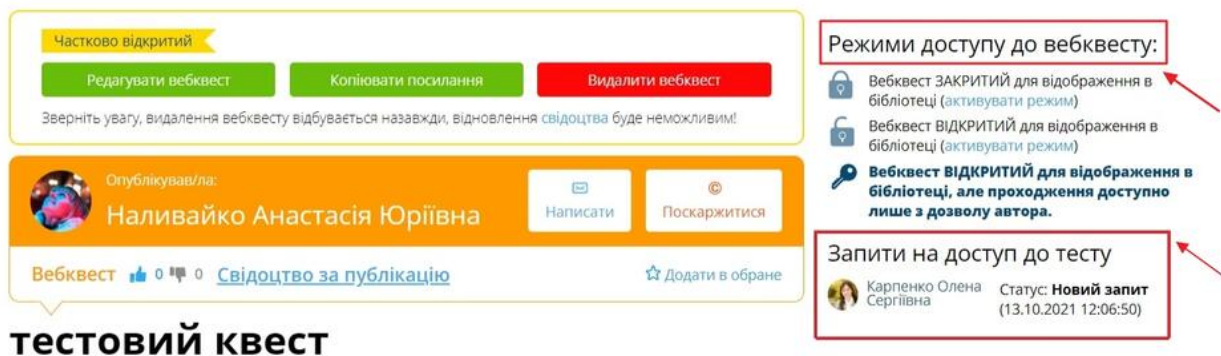 Частково відкритий
Редагувати вебквест
Копіювати посилання
Видалити вебквест
Зверніть увагу, видалення вебквесту відбувається назавжди, відновлення свідоцтва буде неможливим!
Опублікував/ла:
Наливайко Анастасія Юріївна
Написати
©
Поскаржитися
Вебквест 0 0 Свідоцтво за публікацію
Додати в обране
тестовий квест
Режими доступу до вебквесту:
Вебквест ЗАКРИТИЙ для відображення в
бібліотеці (активувати режим)
Вебквест ВІДКРИТИЙ для відображення в
бібліотеці (активувати режим)
Вебквест ВІДКРИТИЙ для відображення в
бібліотеці, але проходження доступно
лише з дозволу автора.
Запити на доступ до тесту
Карпенко Олена
Сергіївна
Статус: Новий запит
(13.10.2021 12:06:50)